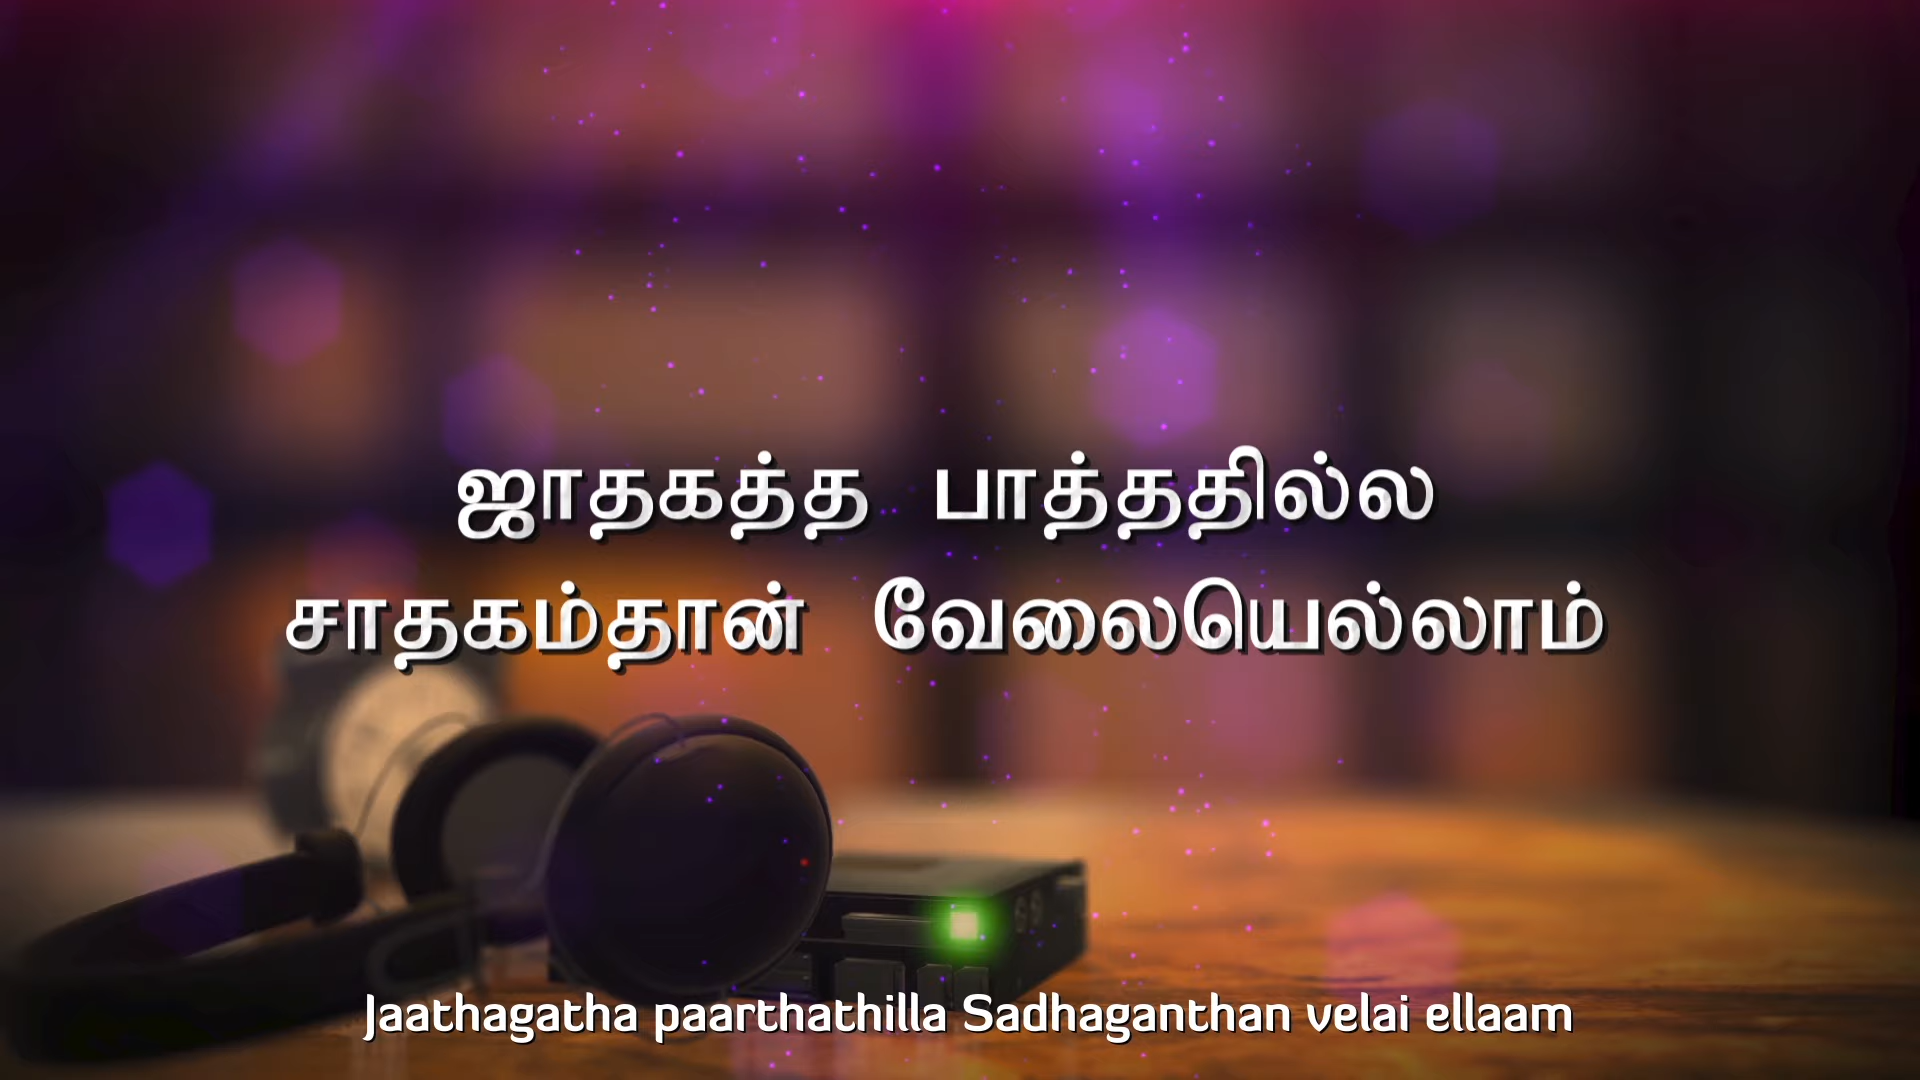 ஜாதகத்த பாத்ததில்ல
சாதகம்தான் வேலையெல்லாம்
Jaathagatha paarthathilla Sadhaganthan velai ellaam